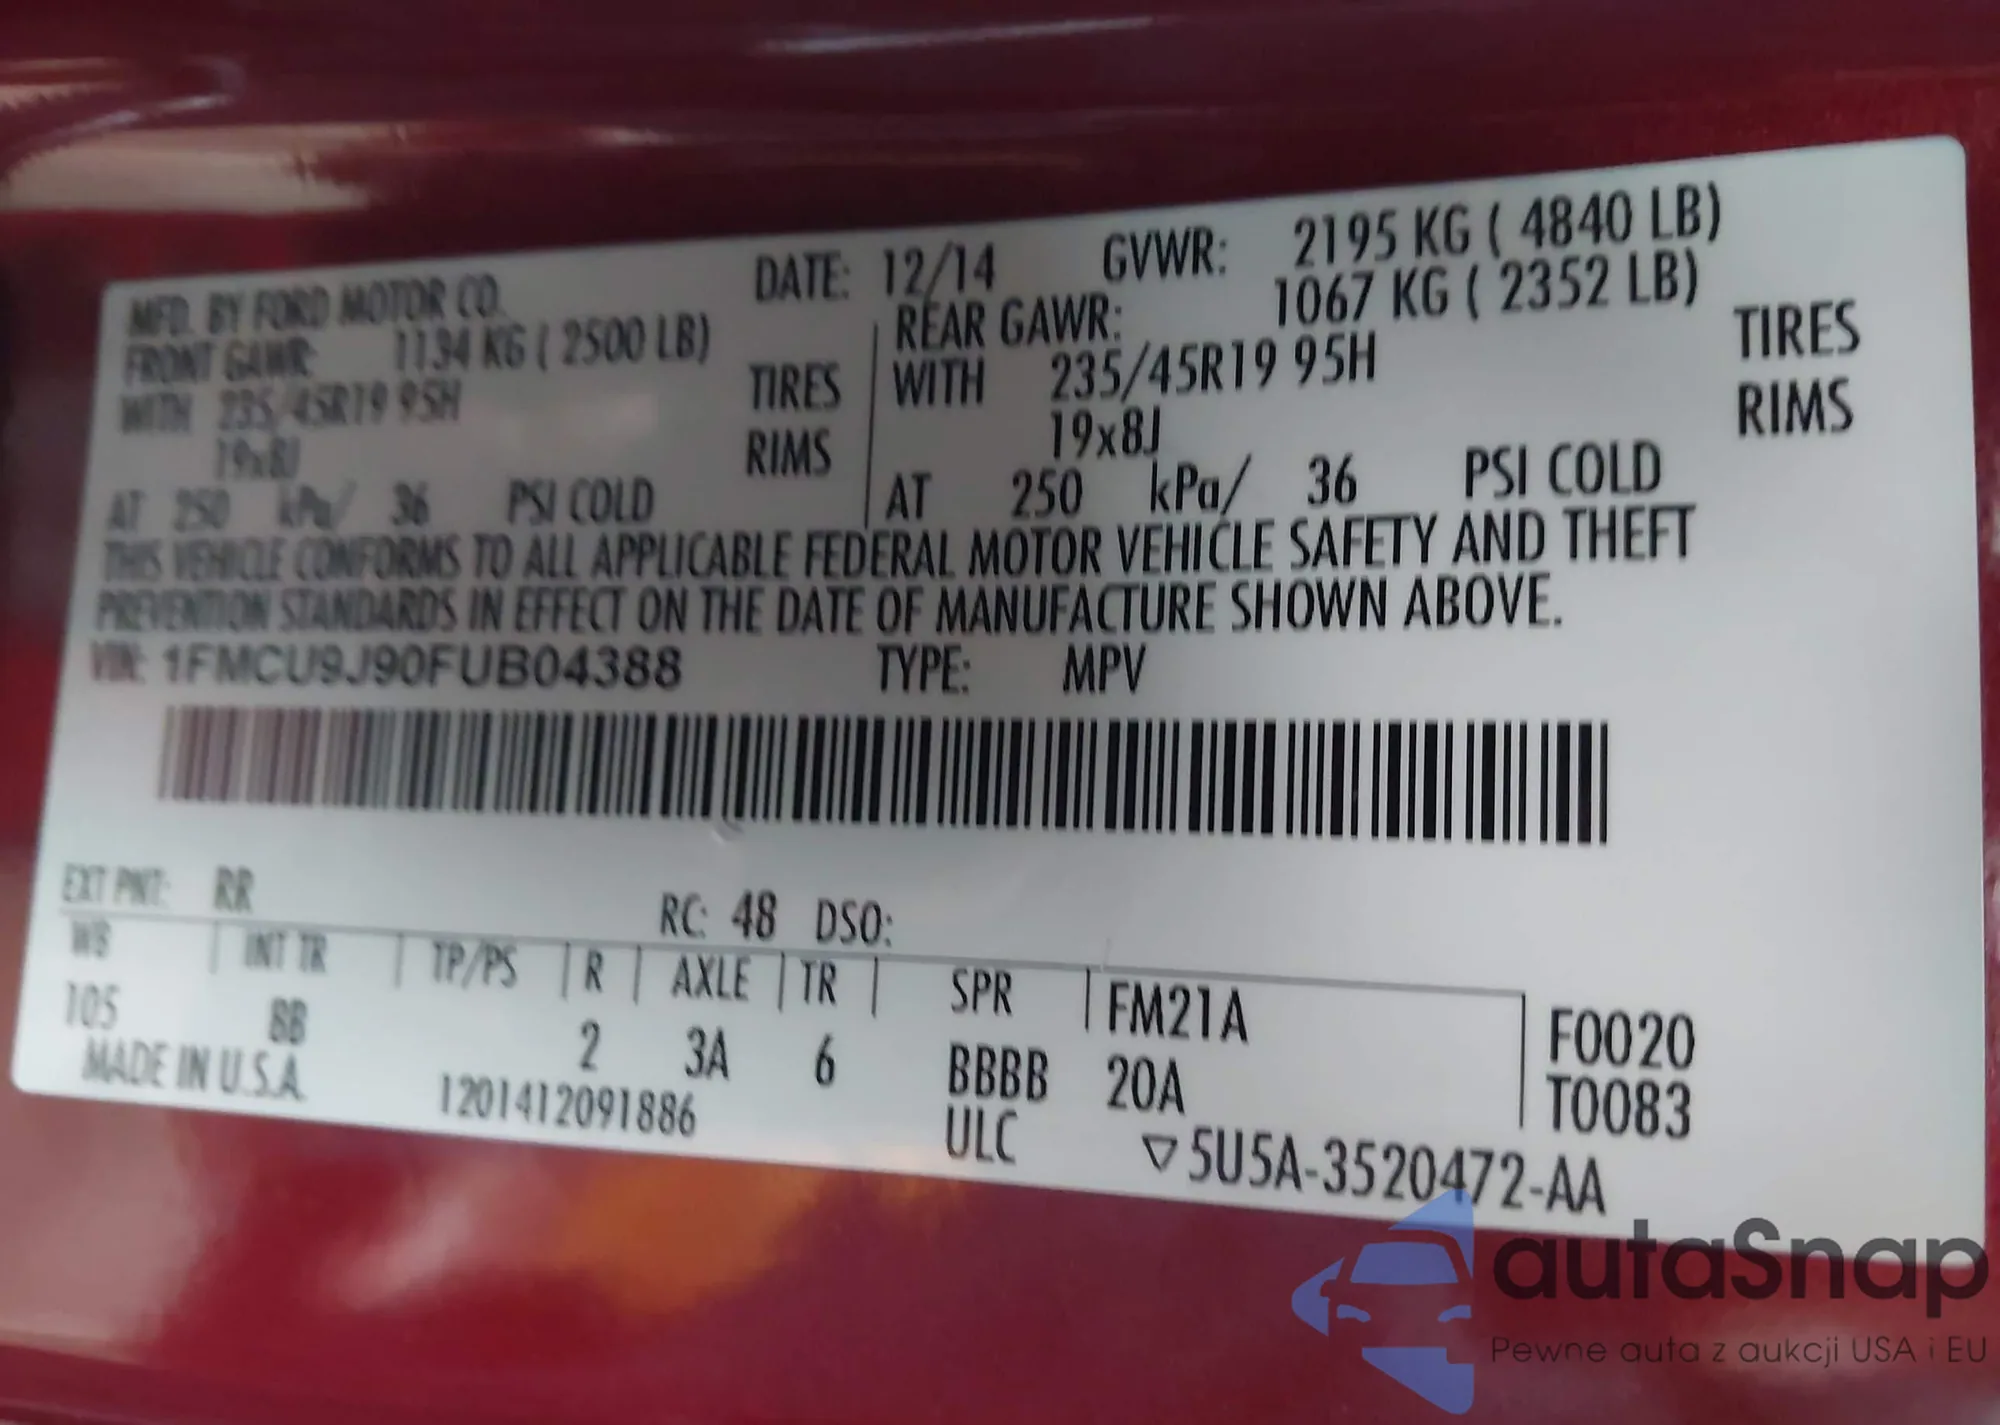 MFD. BY FORD MOTOR CO. DATE: 12/14 GVWR: 2195 KG ( 4840 LB)
FRONT GAWR: 1134 KG ( 2500 LB) REAR GAWR: 1067 KG ( 2352 LB)
WITH 235/45R19 95H TIRES WITH 235/45R19 95H TIRES
19x8J RIMS 19x8J RIMS
AT 250 kPa/ 36 PSI COLD AT 250 kPa/ 36 PSI COLD
THIS VEHICLE CONFORMS TO ALL APPLICABLE FEDERAL MOTOR VEHICLE SAFETY AND THEFT
PREVENTION STANDARDS IN EFFECT ON THE DATE OF MANUFACTURE SHOWN ABOVE.
VIN: 1FMCU9J90FUB04388 TYPE: MPV
EXT PNT: RR RC: 48 DSO:
WB INT TR TP/PS R AXLE TR SPR FM21A F0020
105 8B 2 3A 6 BBBB 20A T0083
MADE IN U.S.A. 1201412091886 ULC ▽5U5A-3520472-AA
autaSnap
Pewne auta z aukcji USA i EU